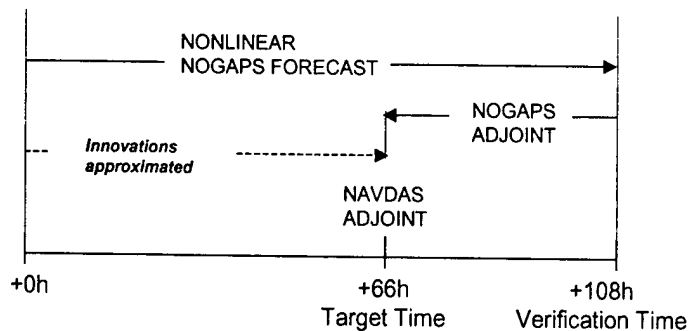 NONLINEAR
NOGAPS FORECAST
NOGAPS
ADJOINT
Innovations
approximated
NAVDAS
ADJOINT
+0h
+66h
+108h
Target Time
Verification Time